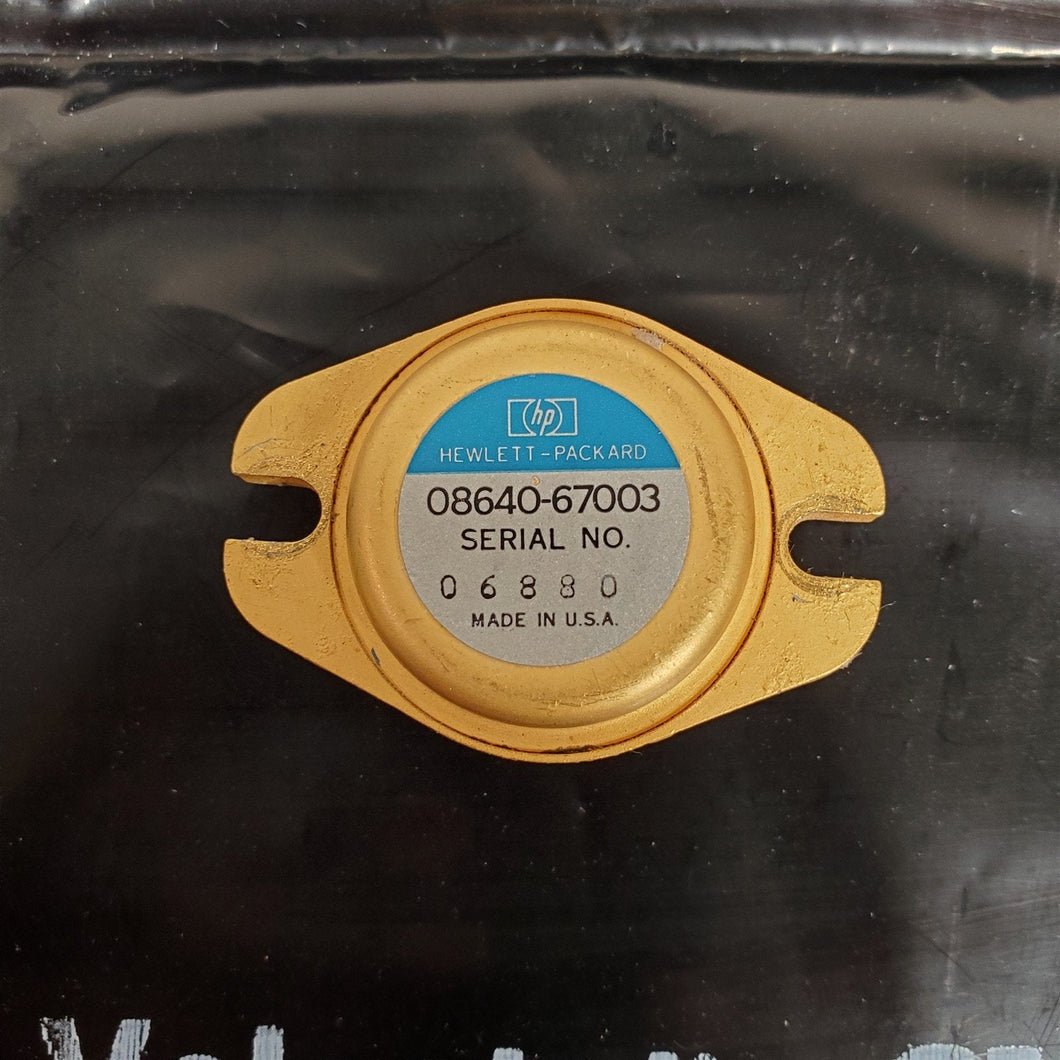 hp
HEWLETT-PACKARD
08640-67003
SERIAL NO.
06880
MADE IN U.S.A.